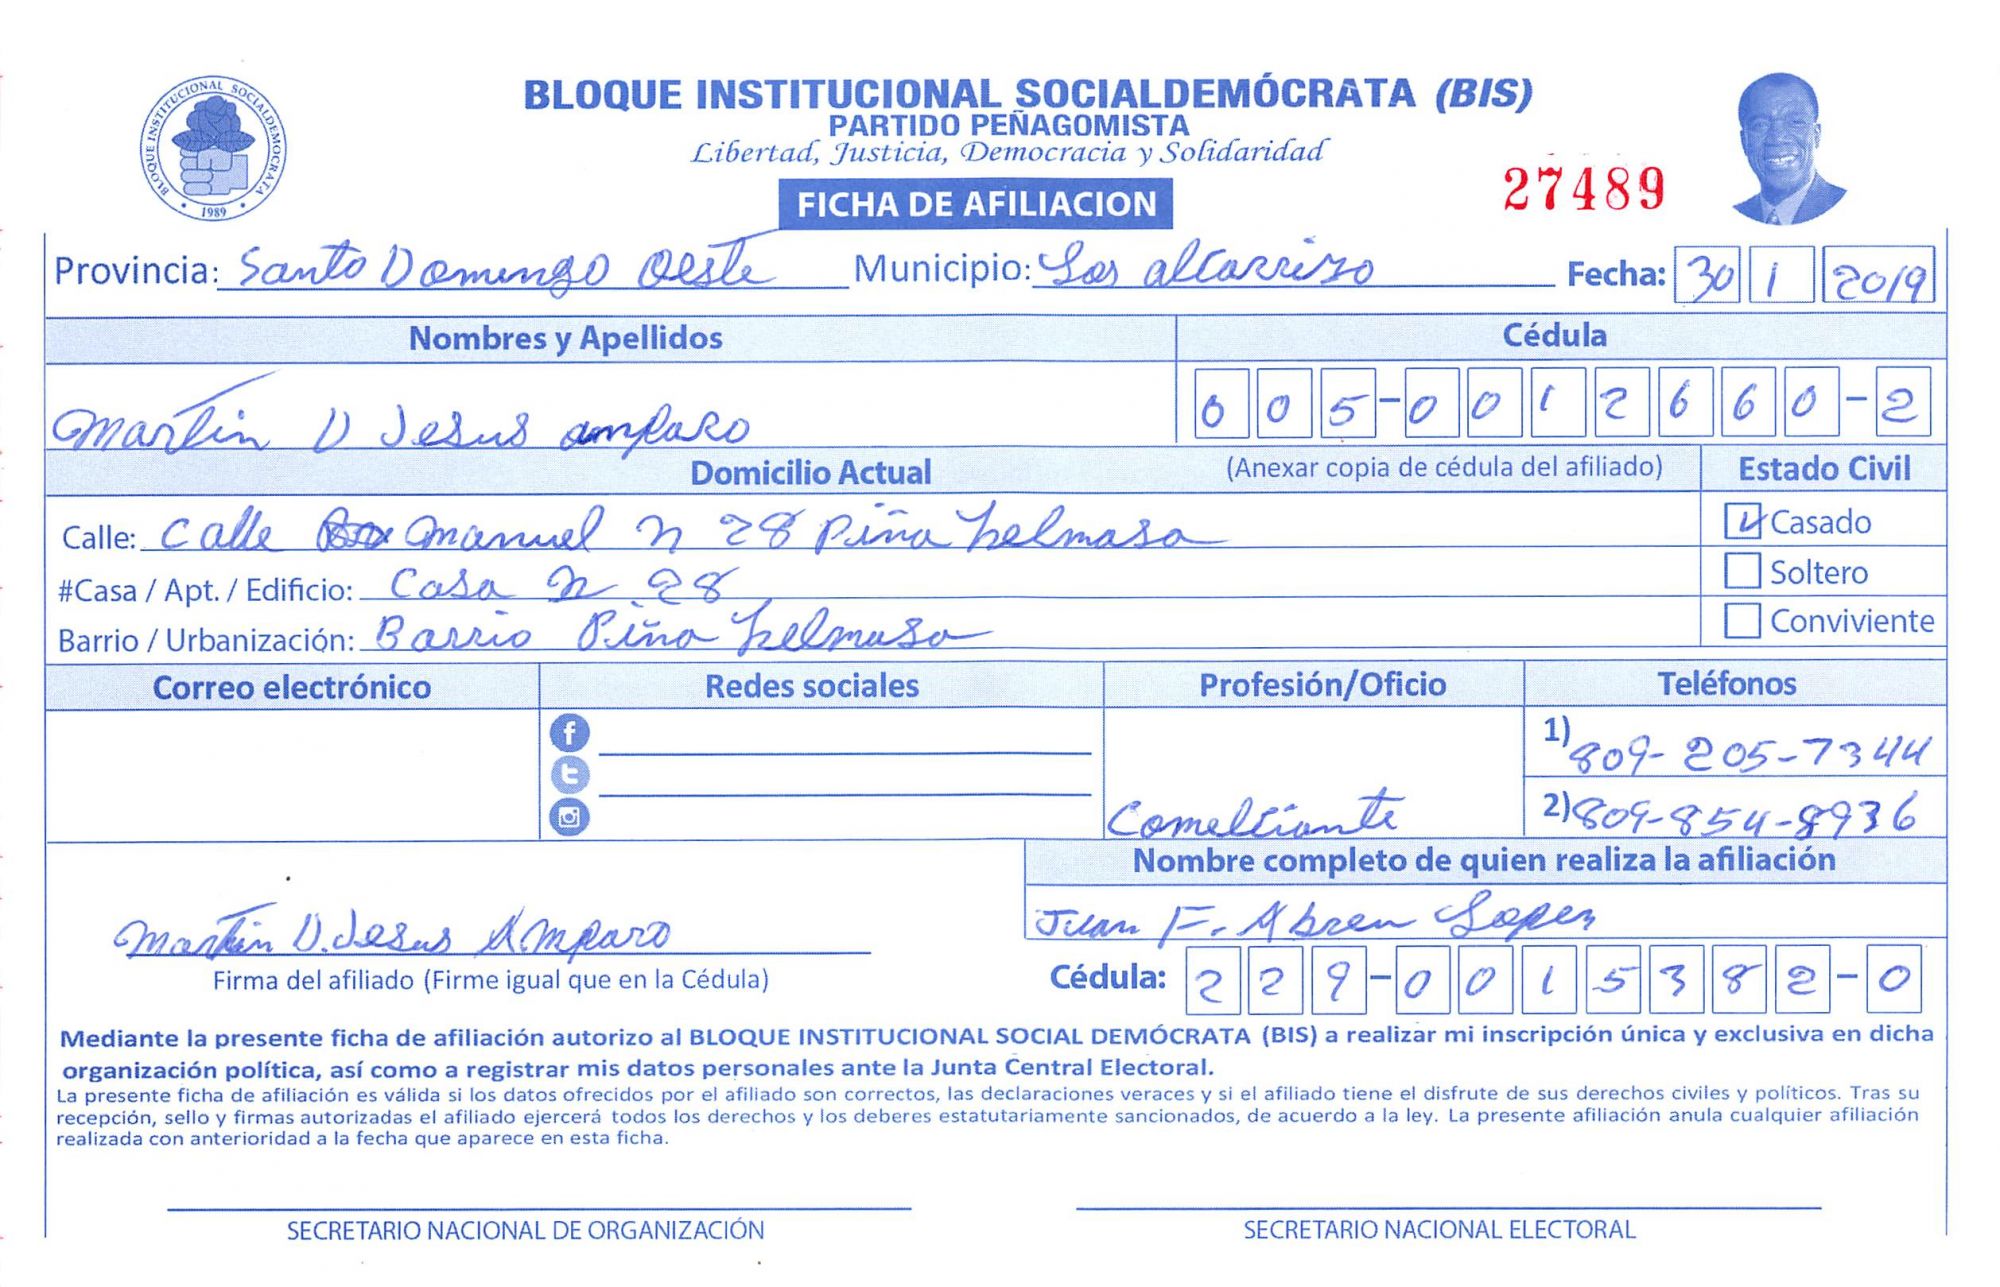 BLOQUE INSTITUCIONAL SOCIALDEMÓCRATA (BIS)
PARTIDO PEÑAGOMISTA
Libertad, Justicia, Democracia y Solidaridad
BLOQUE INSTITUCIONAL SOCIALDEMOCRATA
1989
27489
FICHA DE AFILIACION
Provincia: Santo Domingo Oeste Municipio: Los alcarrizo Fecha: 30 1 2019
Nombres y Apellidos Cédula
Martin D Jesus amparo 005-0012660-2
Domicilio Actual (Anexar copia de cédula del afiliado) Estado Civil
Calle: Calle Manuel n 28 Piña helmasa Casado
#Casa / Apt. / Edificio: Casa n 28 Soltero
Barrio / Urbanización: Barrio Piña helmasa Conviviente
Correo electrónico Redes sociales Profesión/Oficio Teléfonos
1) 809-205-7344
Comelciante 2) 809-854-8936
Nombre completo de quien realiza la afiliación
Juan F. Abreu Lopez
Martin D. Jesus Amparo
Firma del afiliado (Firme igual que en la Cédula) Cédula: 229-0015382-0
Mediante la presente ficha de afiliación autorizo al BLOQUE INSTITUCIONAL SOCIAL DEMÓCRATA (BIS) a realizar mi inscripción única y exclusiva en dicha
organización política, así como a registrar mis datos personales ante la Junta Central Electoral.
La presente ficha de afiliación es válida si los datos ofrecidos por el afiliado son correctos, las declaraciones veraces y si el afiliado tiene el disfrute de sus derechos civiles y políticos. Tras su
recepción, sello y firmas autorizadas el afiliado ejercerá todos los derechos y los deberes estatutariamente sancionados, de acuerdo a la ley. La presente afiliación anula cualquier afiliación
realizada con anterioridad a la fecha que aparece en esta ficha.
SECRETARIO NACIONAL DE ORGANIZACIÓN SECRETARIO NACIONAL ELECTORAL